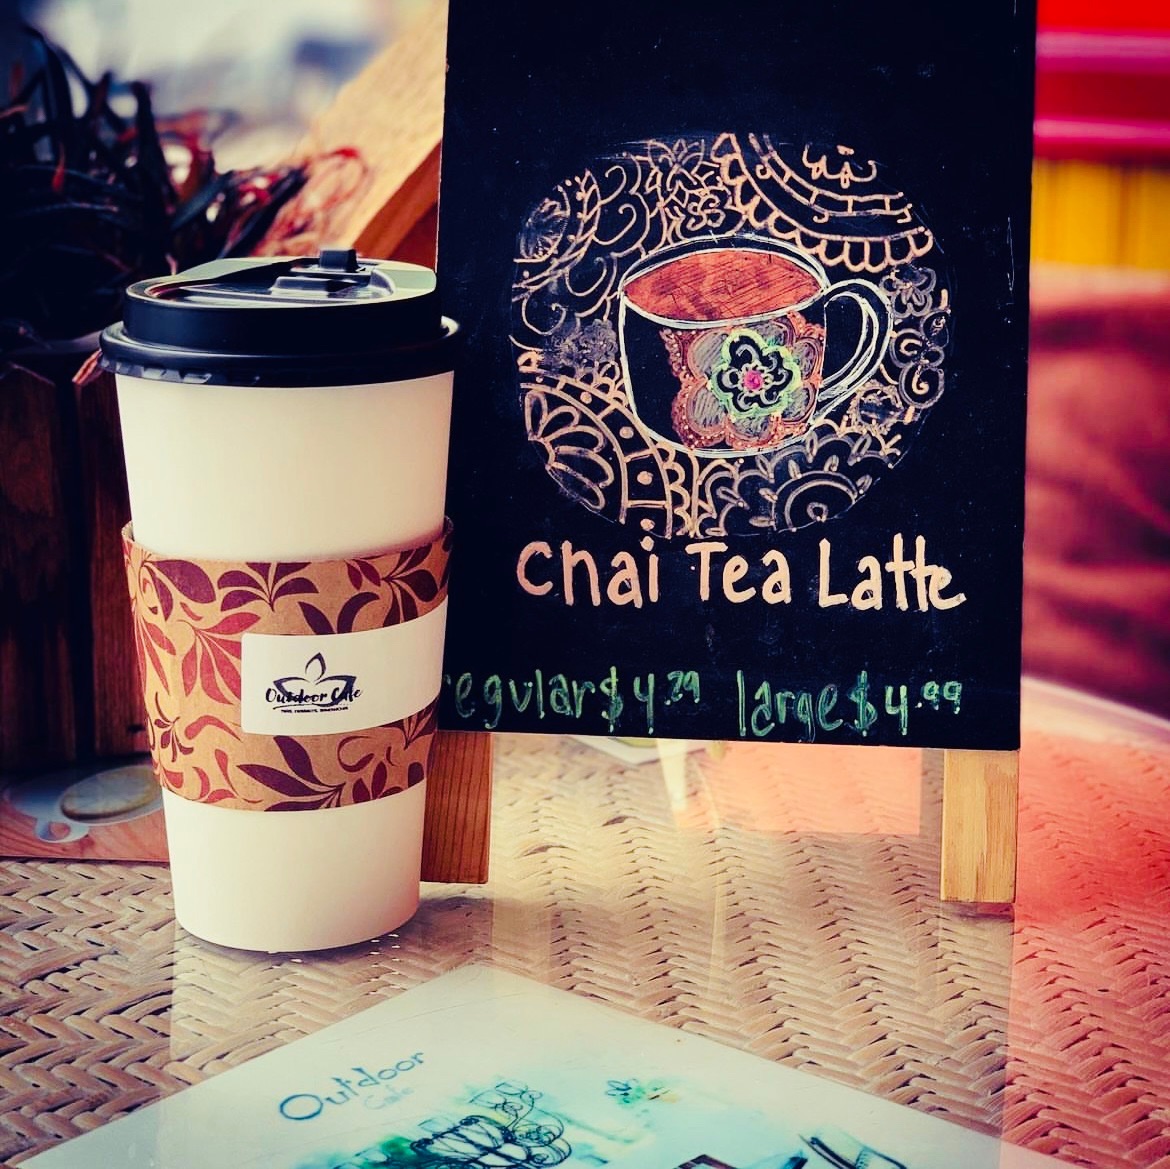 Chai Tea Latte
regular $4.29 large $4.99
Outdoor Cafe
Outdoor
Cafe